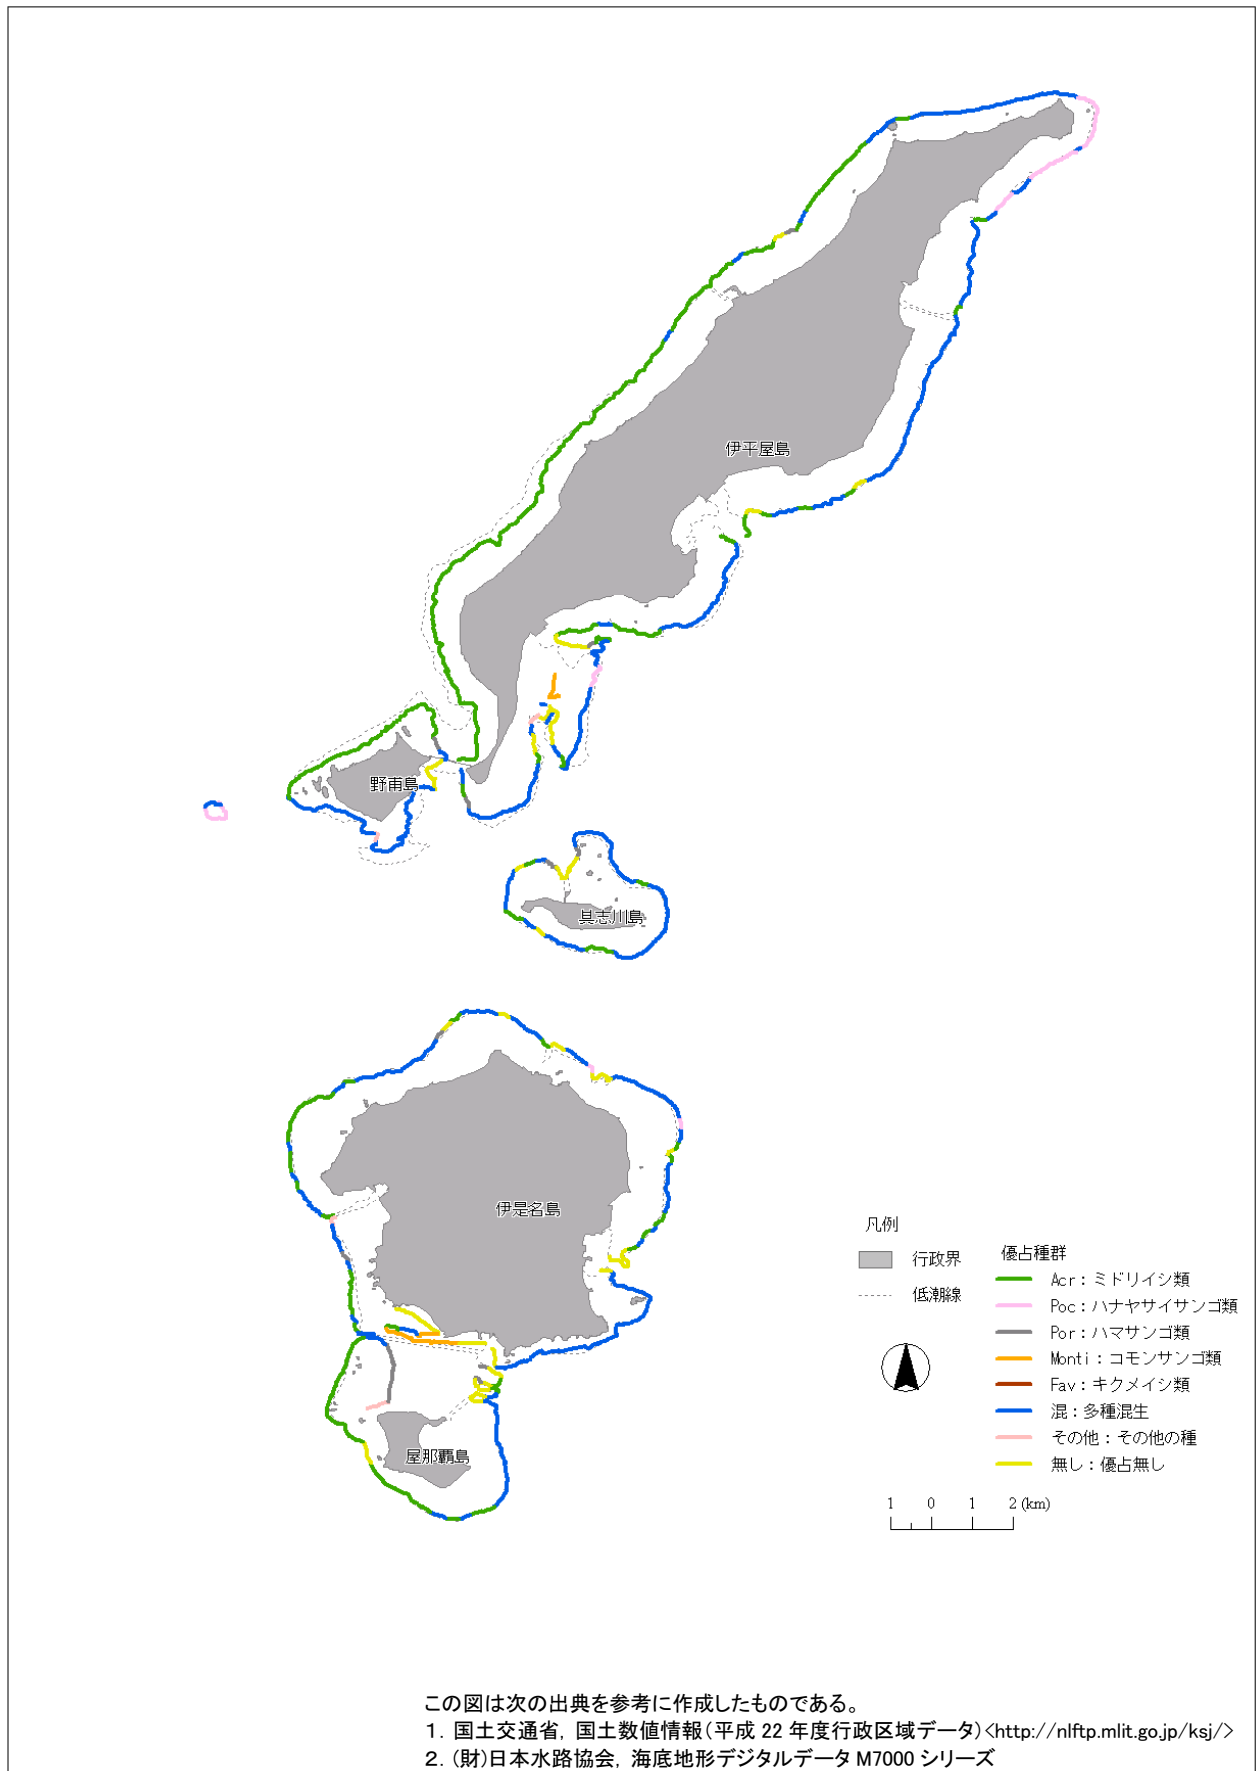 伊平屋島
野甫島
具志川島
伊是名島
屋那覇島
凡例
行政界
低潮線
優占種群
Acr：ミドリイシ類
Poc：ハナヤサイサンゴ類
Por：ハマサンゴ類
Monti：コモンサンゴ類
Fav：キクメイシ類
混：多種混生
その他：その他の種
無し：優占無し
1 0 1 2 (km)
この図は次の出典を参考に作成したものである。
1. 国土交通省, 国土数値情報（平成 22 年度行政区域データ）<http://nlftp.mlit.go.jp/ksj/>
2. (財)日本水路協会, 海底地形デジタルデータ M7000 シリーズ